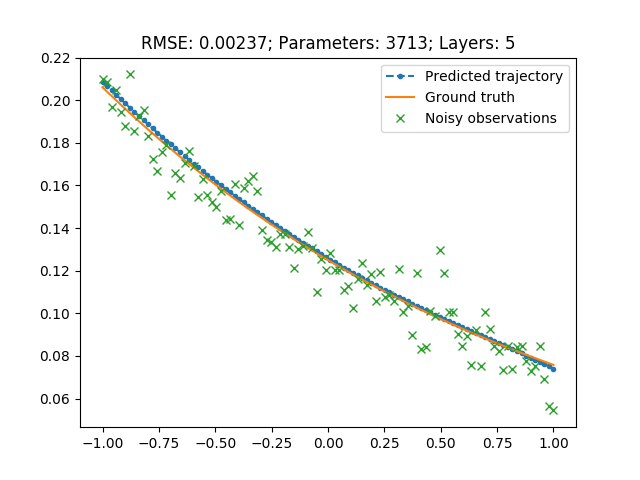 RMSE: 0.00237; Parameters: 3713; Layers: 5
Predicted trajectory
Ground truth
Noisy observations
0.22
0.20
0.18
0.16
0.14
0.12
0.10
0.08
0.06
−1.00 −0.75 −0.50 −0.25 0.00 0.25 0.50 0.75 1.00